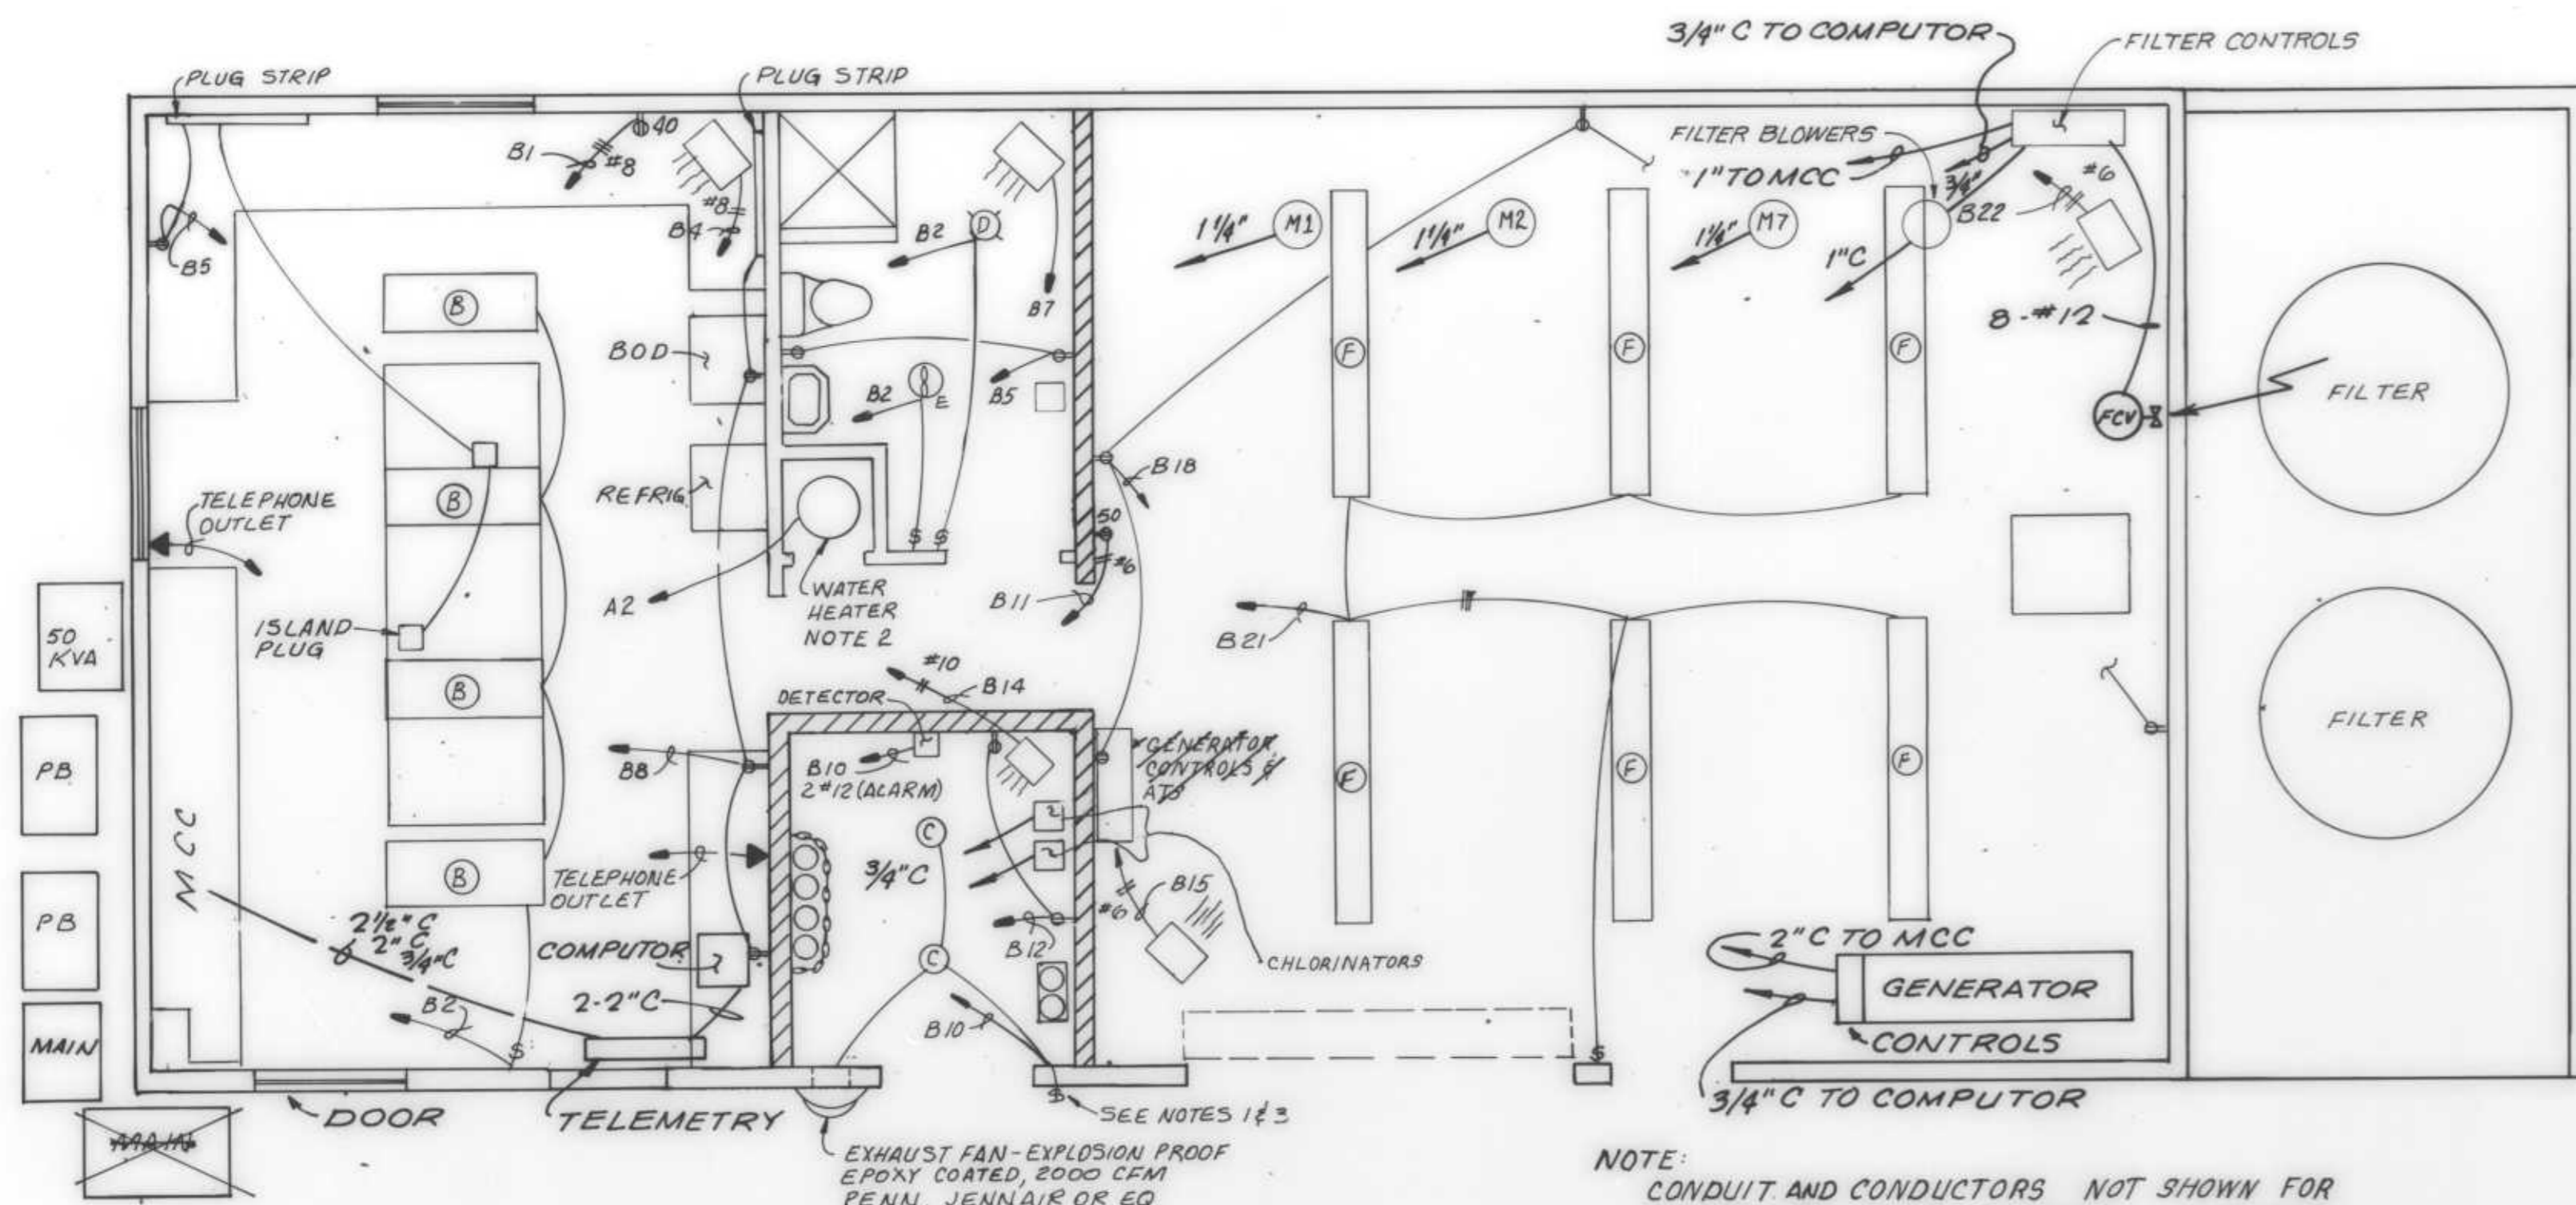 3/4" C TO COMPUTOR
FILTER CONTROLS
PLUG STRIP
PLUG STRIP
B1
#8
40
#8
B4
B5
B2
D
B7
1 1/4"
M1
1 1/4"
M2
1 1/4"
M7
FILTER BLOWERS
1" TO MCC
3/4"
#6
B22
1"C
8-#12
FCV
FILTER
B
BOD
B2
E
B5
F
F
F
REFRIG.
B
B18
50
#6
TELEPHONE
OUTLET
A2
WATER
HEATER
NOTE 2
B11
B21
50
KVA
ISLAND
PLUG
B
#10
B14
DETECTOR
FILTER
PB
B8
B10
2#12 (ALARM)
GENERATOR
CONTROLS &
ATS
F
F
F
MCC
B
TELEPHONE
OUTLET
C
3/4"C
B15
#6
PB
2 1/2" C
2" C
3/4"C
COMPUTOR
C
B12
CHLORINATORS
2"C TO MCC
GENERATOR
CONTROLS
3/4" C TO COMPUTOR
B2
2-2"C
B10
MAIN
S
S
S
S
S
DOOR
TELEMETRY
SEE NOTES 1 & 3
MAIN
EXHAUST FAN-EXPLOSION PROOF
EPOXY COATED, 2000 CFM
PENN, JENNAIR OR EQ
NOTE:
CONDUIT AND CONDUCTORS NOT SHOWN FOR